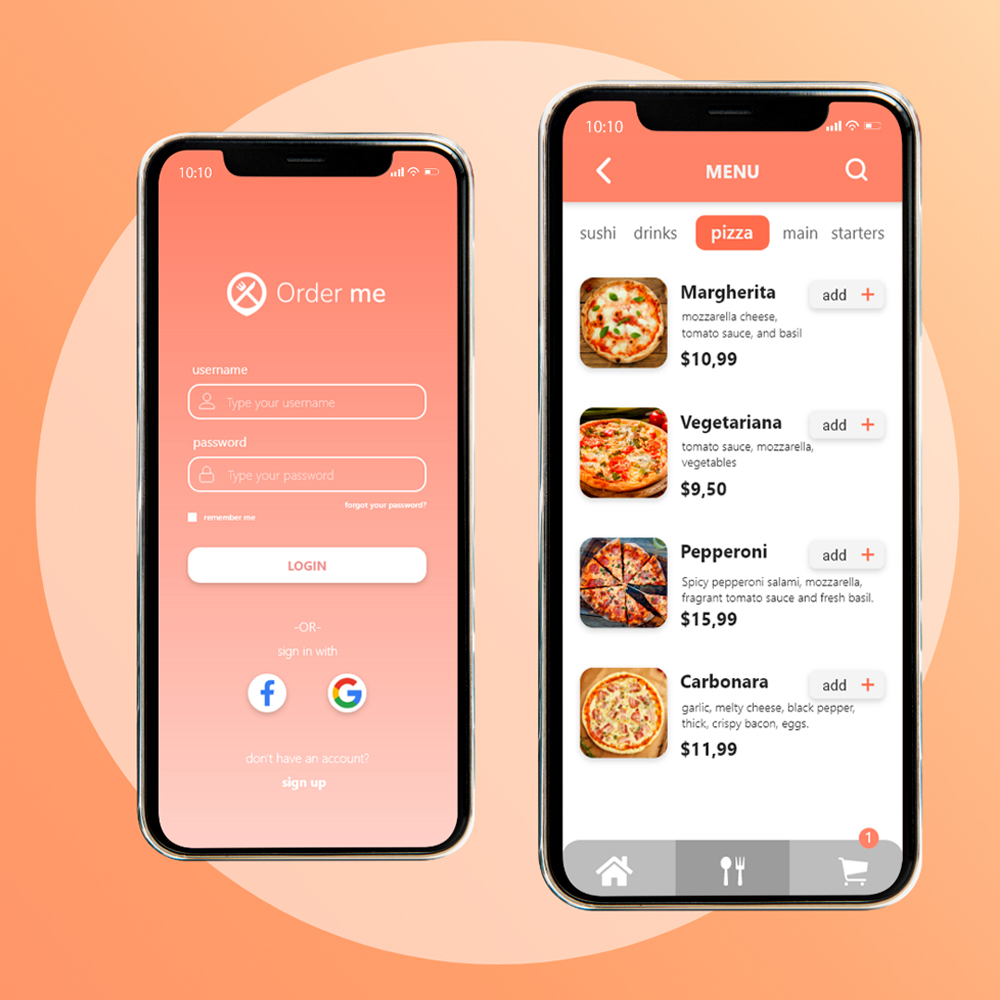 10:10
Order me
username
Type your username
password
Type your password
forgot your password?
remember me
LOGIN
-OR-
sign in with
don't have an account?
sign up
10:10
MENU
sushi drinks pizza main starters
Margherita
add +
mozzarella cheese,
tomato sauce, and basil
$10,99
Vegetariana
add +
tomato sauce, mozzarella,
vegetables
$9,50
Pepperoni
add +
Spicy pepperoni salami, mozzarella,
fragrant tomato sauce and fresh basil.
$15,99
Carbonara
add +
garlic, melty cheese, black pepper,
thick, crispy bacon, eggs.
$11,99
1